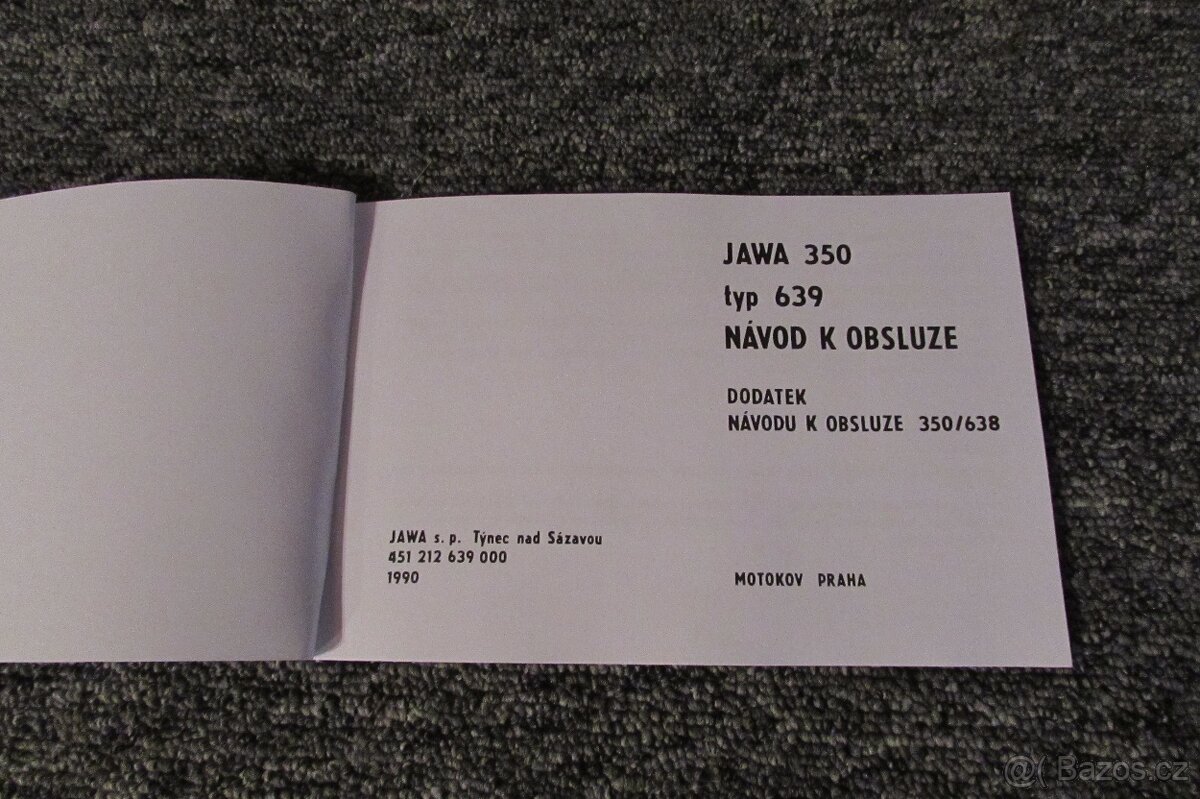 JAWA 350
typ 639
NÁVOD K OBSLUZE
DODATEK
NÁVODU K OBSLUZE 350/638
JAWA s. p. Týnec nad Sázavou
451 212 639 000
1990
MOTOKOV PRAHA
@( Bazos.cz